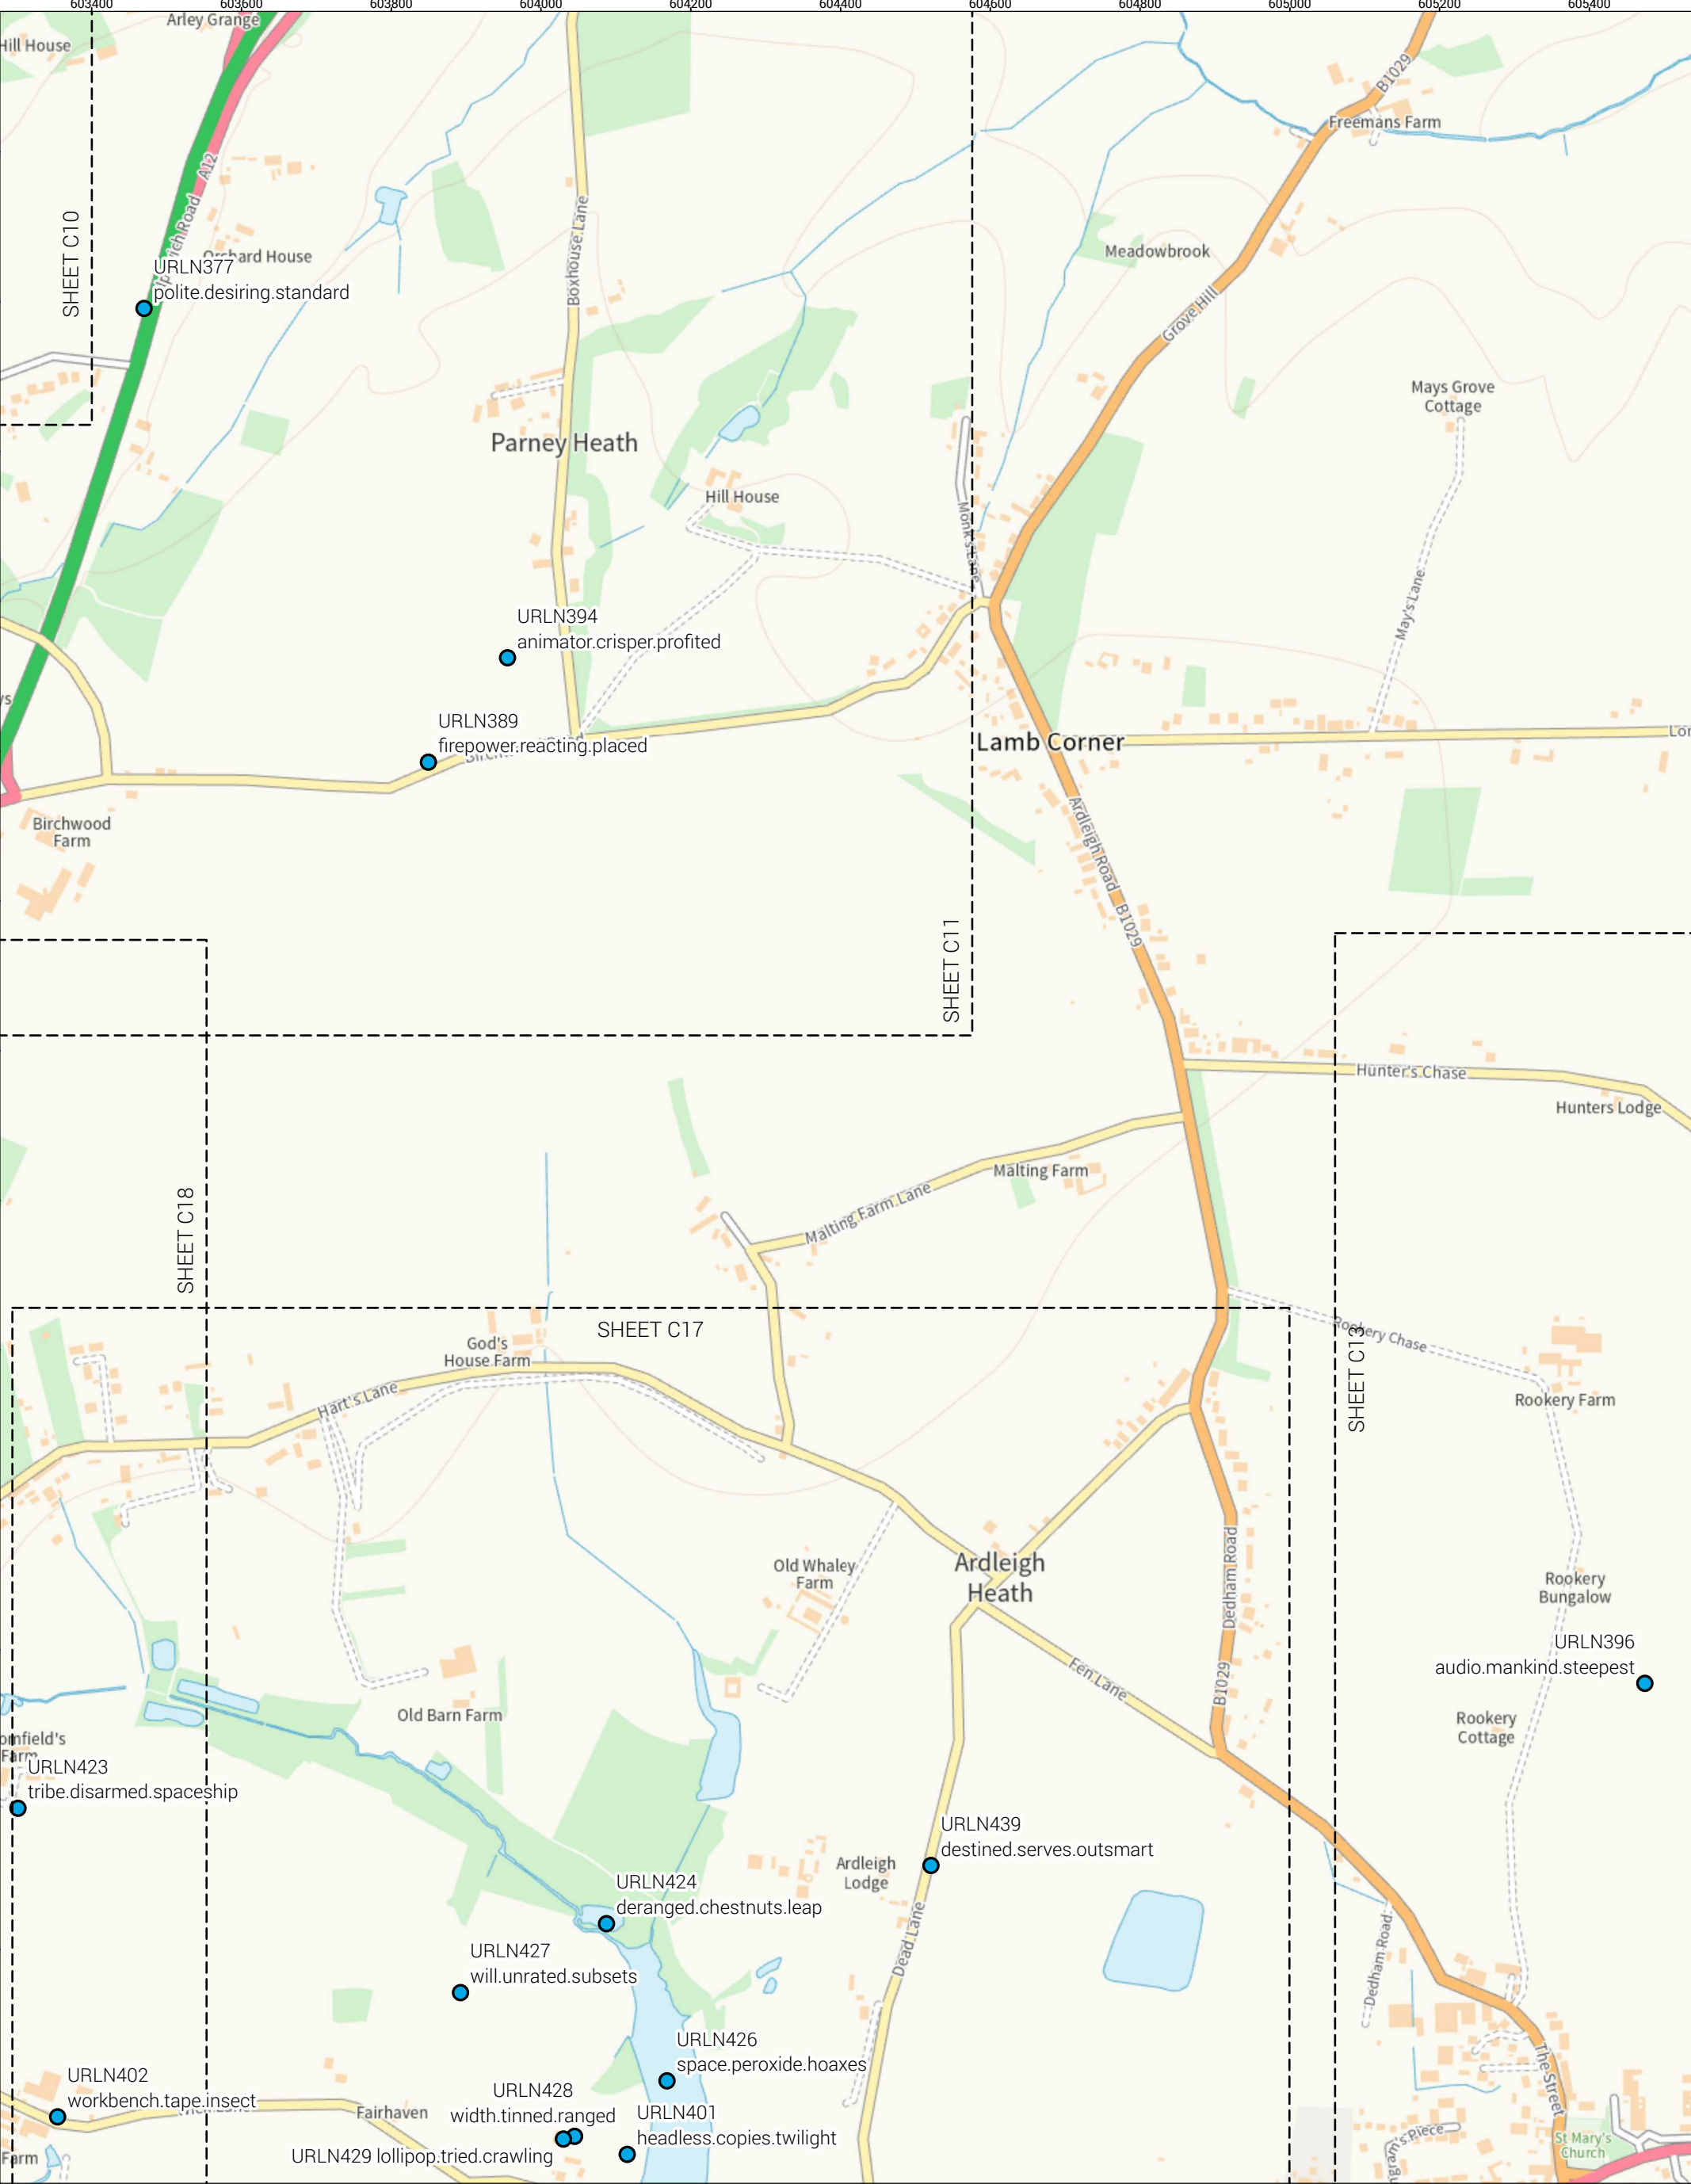 603400 603600 603800 604000 604200 604400 604600 604800 605000 605200 605400
Arley Grange
Hill House
B1029
Freemans Farm
A12
SHEET C10
Orchard House
URLN377
polite.desiring.standard
Boxhouse Lane
Meadowbrook
Grove Hill
Mays Grove
Cottage
Parney Heath
Hill House
Monk's Lane
May's Lane
URLN394
animator.crisper.profited
URLN389
firepower.reacting.placed
Lamb Corner
Birchwood
Farm
Ardleigh Road
B1029
SHEET C11
Hunter's Chase
Hunters Lodge
Malting Farm
Malting Farm Lane
SHEET C18
SHEET C17
Rookery Chase
SHEET C13
God's
House Farm
Hart's Lane
Rookery Farm
Old Whaley
Farm
Ardleigh
Heath
Dedham Road
Rookery
Bungalow
URLN396
audio.mankind.steepest
Fen Lane
B1029
Old Barn Farm
Rookery
Cottage
omfield's
Farm
URLN423
tribe.disarmed.spaceship
URLN439
destined.serves.outsmart
Ardleigh
Lodge
URLN424
deranged.chestnuts.leap
Dead Lane
URLN427
will.unrated.subsets
Dedham Road
URLN426
space.peroxide.hoaxes
The Street
URLN402
workbench.tape.insect
URLN428
width.tinned.ranged
Fairhaven
URLN401
headless.copies.twilight
URLN429 lollipop.tried.crawling
St Mary's
Church
Farm